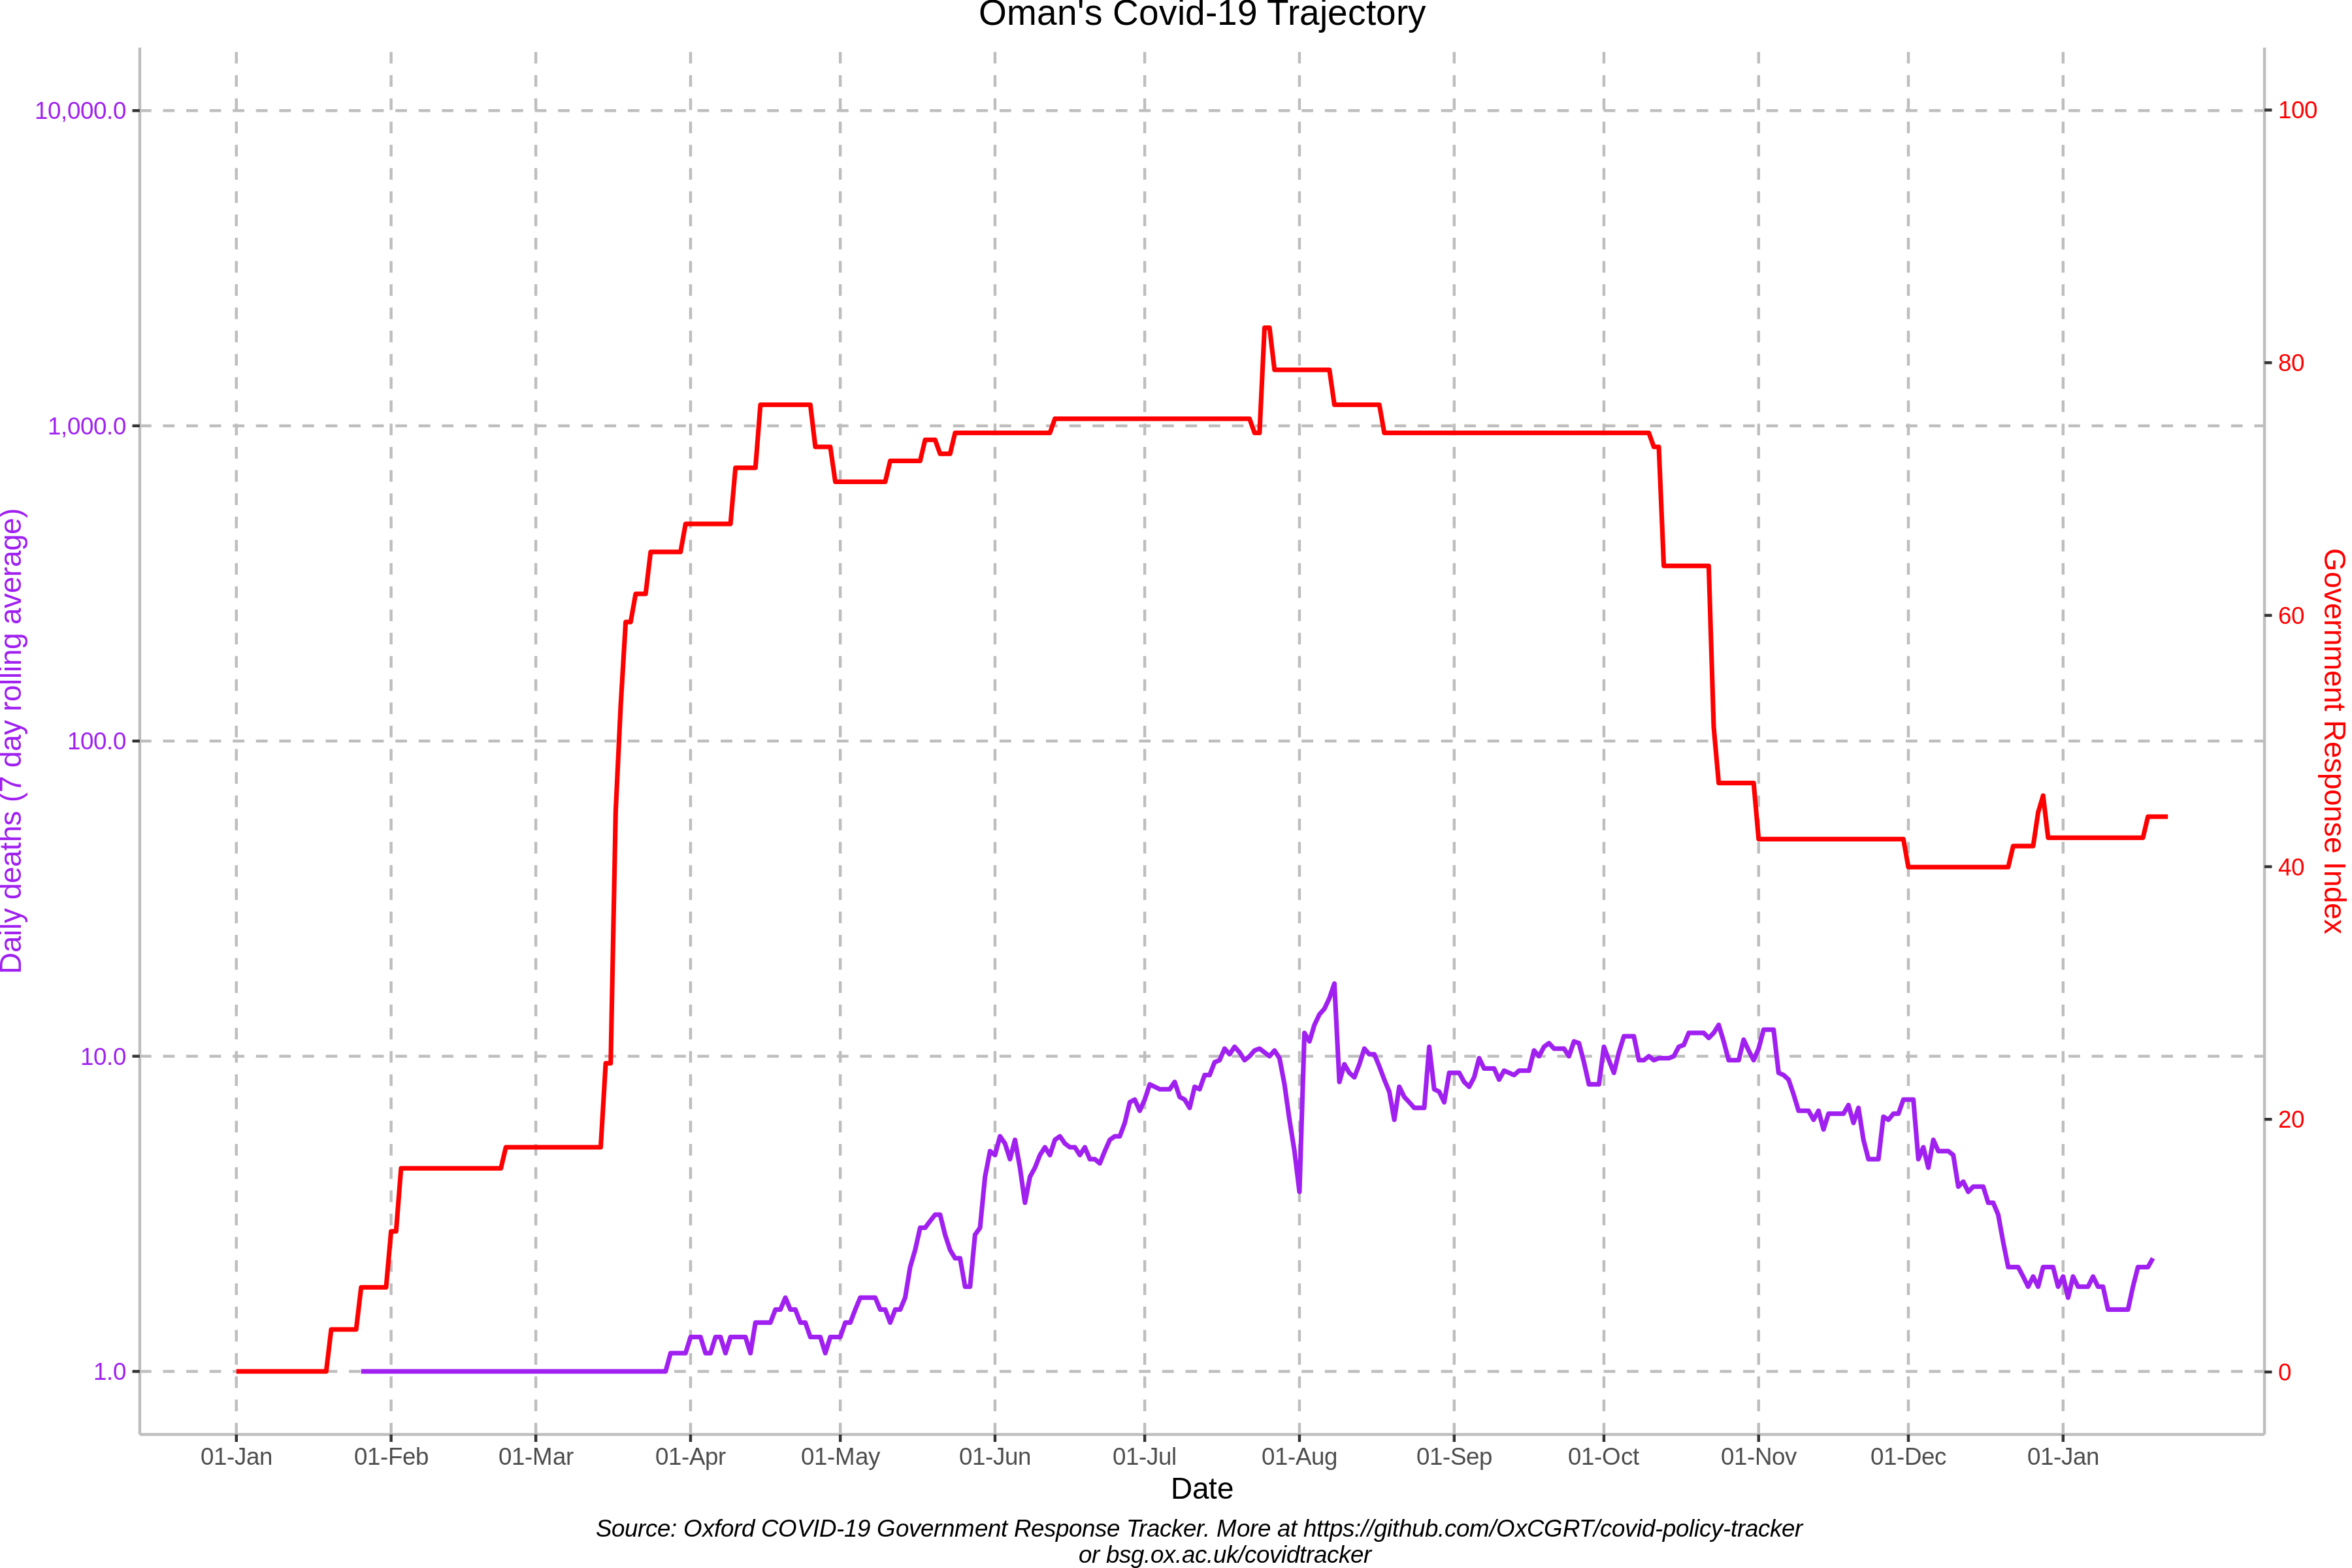 Oman's Covid-19 Trajectory
10,000.0
1,000.0
100.0
10.0
1.0
Daily deaths (7 day rolling average)
100
80
60
40
20
0
Government Response Index
01-Jan 01-Feb 01-Mar 01-Apr 01-May 01-Jun 01-Jul 01-Aug 01-Sep 01-Oct 01-Nov 01-Dec 01-Jan
Date
Source: Oxford COVID-19 Government Response Tracker. More at https://github.com/OxCGRT/covid-policy-tracker
or bsg.ox.ac.uk/covidtracker